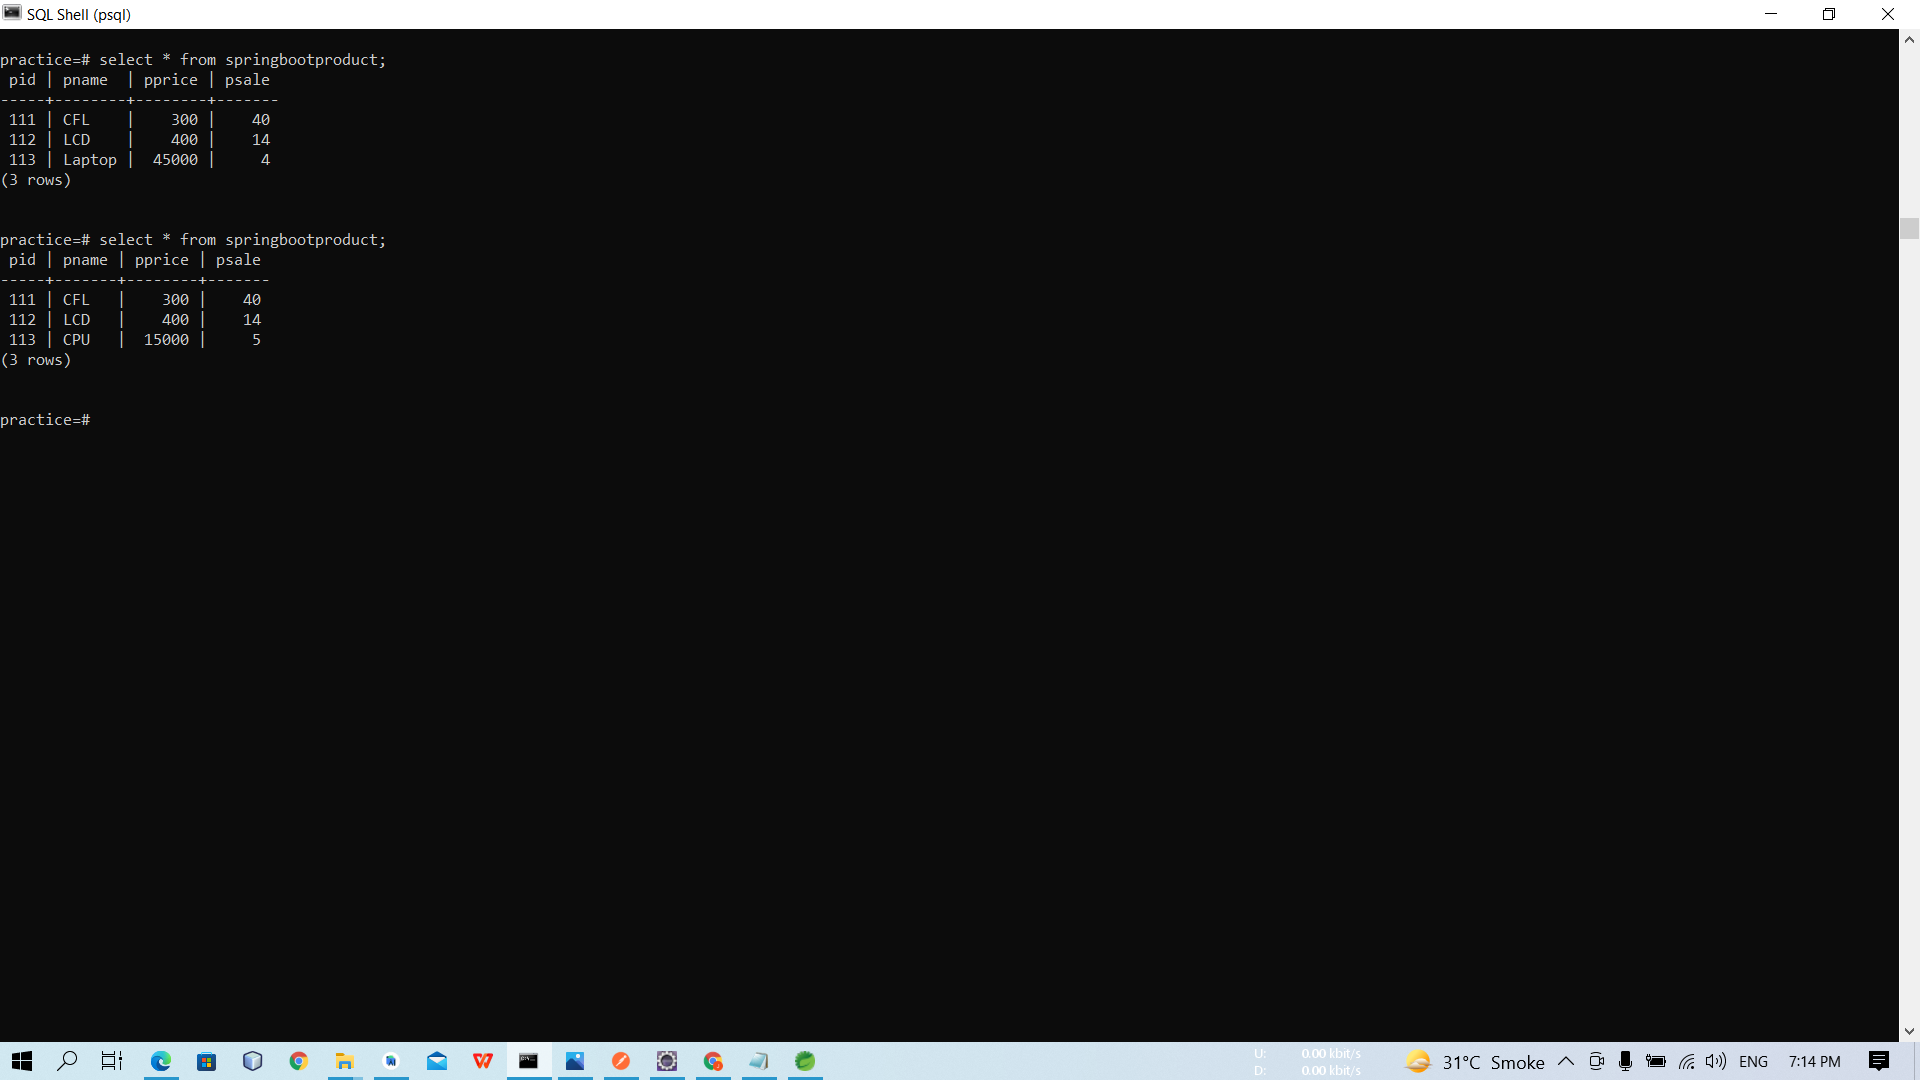 SQL Shell (psql)
practice=# select * from springbootproduct;
 pid | pname  | pprice | psale
-----+--------+--------+-------
 111 | CFL    |    300 |    40
 112 | LCD    |    400 |    14
 113 | Laptop |  45000 |     4
(3 rows)
practice=# select * from springbootproduct;
 pid | pname | pprice | psale
-----+-------+--------+-------
 111 | CFL   |    300 |    40
 112 | LCD   |    400 |    14
 113 | CPU   |  15000 |     5
(3 rows)
practice=#
U: 0.00 kbit/s
D: 0.00 kbit/s
31°C Smoke ENG 7:14 PM